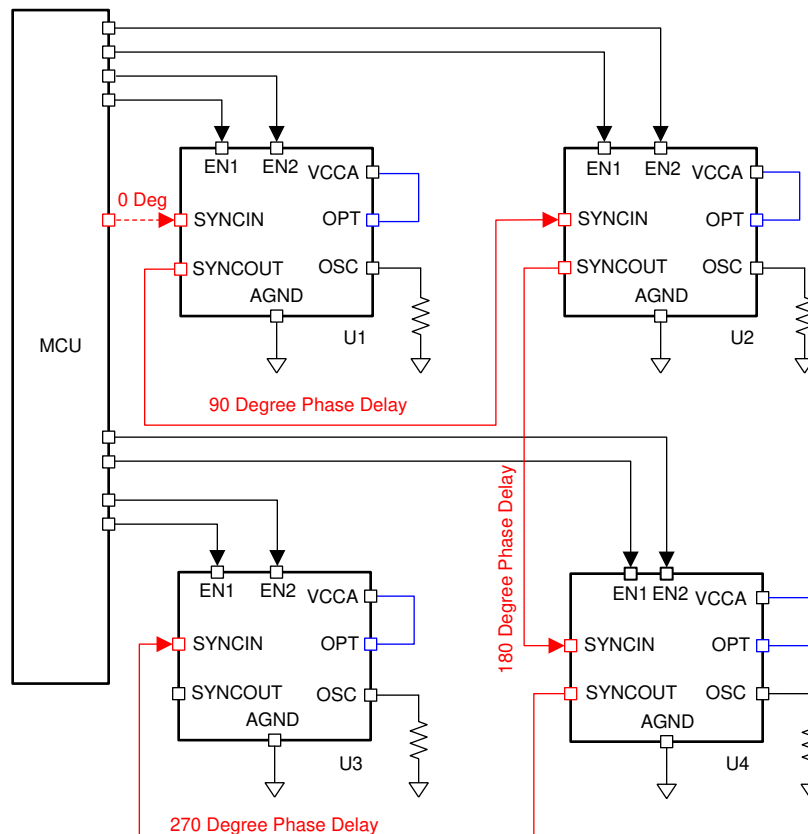 MCU
EN1
EN2
VCCA
0 Deg
SYNCIN
OPT
SYNCOUT
OSC
AGND
U1
EN1
EN2
VCCA
SYNCIN
OPT
SYNCOUT
OSC
AGND
U2
90 Degree Phase Delay
180 Degree Phase Delay
EN1
EN2
VCCA
SYNCIN
OPT
SYNCOUT
OSC
AGND
U3
EN1
EN2
VCCA
SYNCIN
OPT
SYNCOUT
OSC
AGND
U4
270 Degree Phase Delay